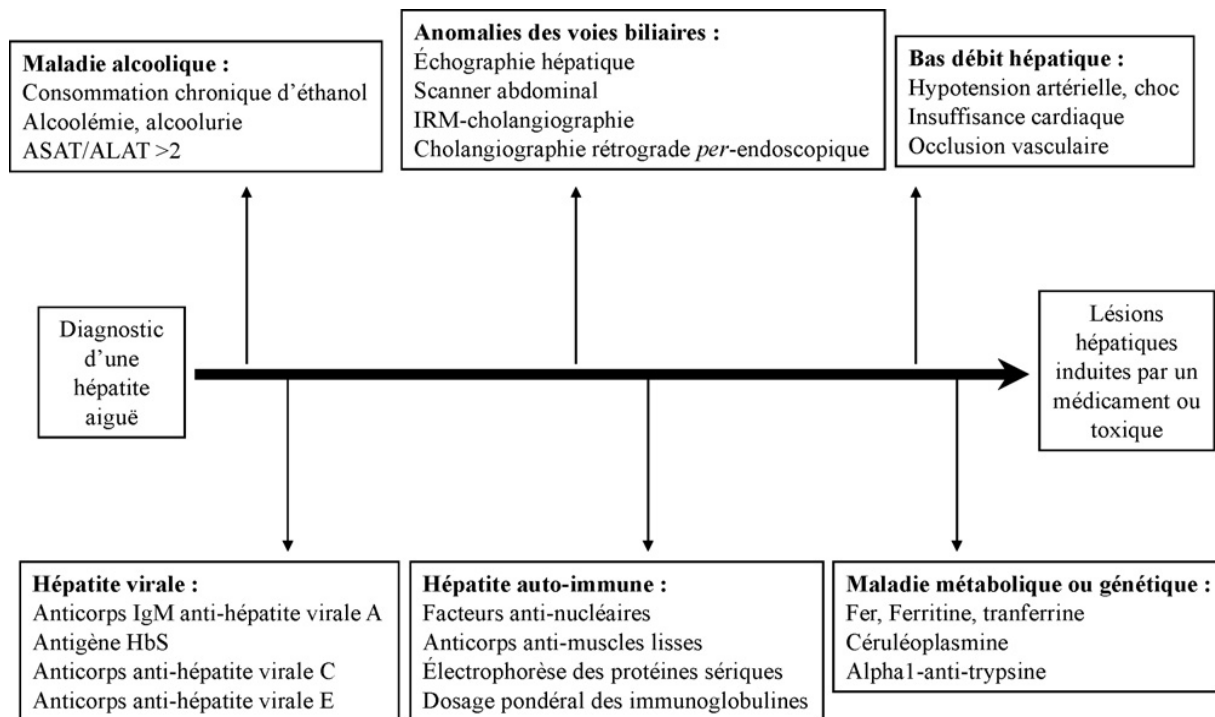 Maladie alcoolique :
Consommation chronique d'éthanol
Alcoolémie, alcoolurie
ASAT/ALAT >2
Anomalies des voies biliaires :
Échographie hépatique
Scanner abdominal
IRM-cholangiographie
Cholangiographie rétrograde per-endoscopique
Bas débit hépatique :
Hypotension artérielle, choc
Insuffisance cardiaque
Occlusion vasculaire
Diagnostic
d'une
hépatite
aiguë
Lésions
hépatiques
induites par un
médicament ou
toxique
Hépatite virale :
Anticorps IgM anti-hépatite virale A
Antigène HbS
Anticorps anti-hépatite virale C
Anticorps anti-hépatite virale E
Hépatite auto-immune :
Facteurs anti-nucléaires
Anticorps anti-muscles lisses
Électrophorèse des protéines sériques
Dosage pondéral des immunoglobulines
Maladie métabolique ou génétique :
Fer, Ferritine, tranferrine
Céruléoplasmine
Alpha1-anti-trypsine